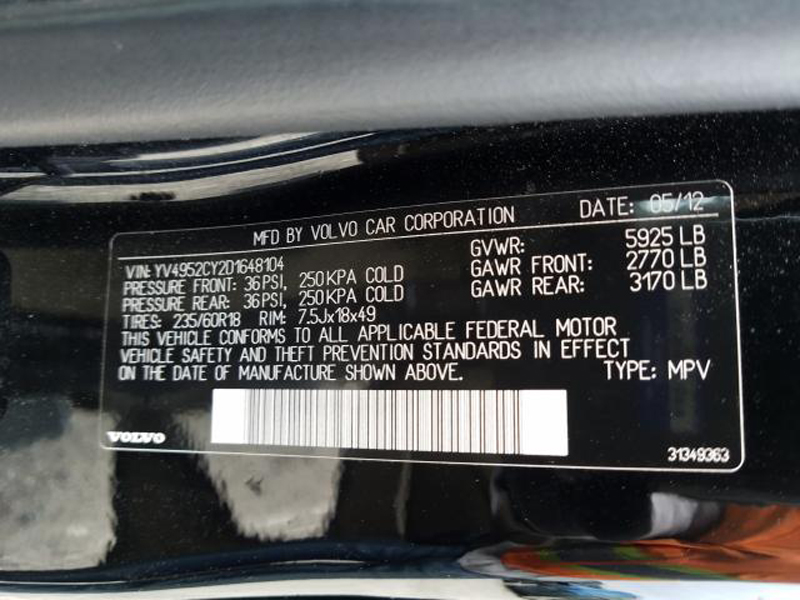 MFD BY VOLVO CAR CORPORATION DATE: 05/12
VIN: YV4952CY2D1648104 GVWR: 5925 LB
PRESSURE FRONT: 36PSI, 250KPA COLD GAWR FRONT: 2770 LB
PRESSURE REAR: 36PSI, 250KPA COLD GAWR REAR: 3170 LB
TIRES: 235/60R18 RIM: 7.5Jx18x49
THIS VEHICLE CONFORMS TO ALL APPLICABLE FEDERAL MOTOR
VEHICLE SAFETY AND THEFT PREVENTION STANDARDS IN EFFECT
ON THE DATE OF MANUFACTURE SHOWN ABOVE. TYPE: MPV
VOLVO 31349363